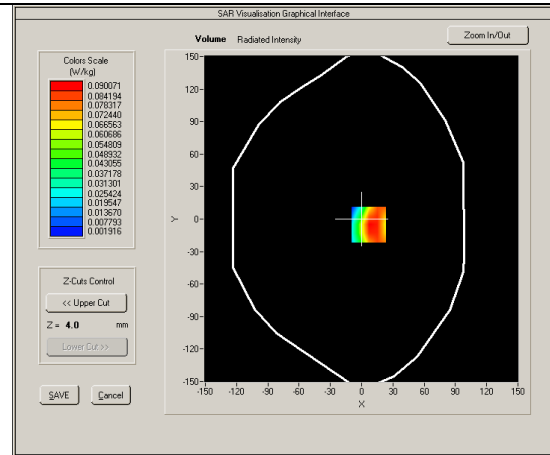 SAR Visualisation Graphical Interface
Volume Radiated Intensity
Zoom In/Out
Colors Scale
(W/kg)
0.090071
0.084194
0.078317
0.072440
0.066563
0.060686
0.054809
0.048932
0.043055
0.037178
0.031301
0.025424
0.019547
0.013670
0.007793
0.001916
Z-Cuts Control
<< Upper Cut
Z = 4.0 mm
Lower Cut >>
SAVE
Cancel
150
120
90
60
30
0
-30
-60
-90
-120
-150
Y
-150 -120 -90 -60 -30 0 30 60 90 120 150
X